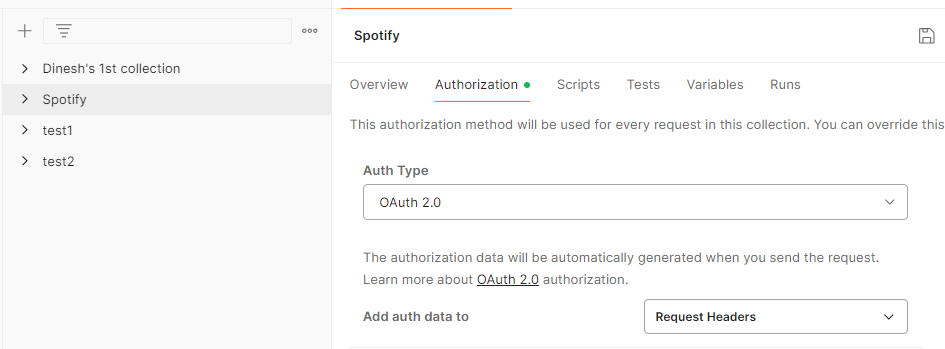 Dinesh's 1st collection
Spotify
test1
test2
Spotify
Overview Authorization Scripts Tests Variables Runs
This authorization method will be used for every request in this collection. You can override this
Auth Type
OAuth 2.0
The authorization data will be automatically generated when you send the request.
Learn more about OAuth 2.0 authorization.
Add auth data to Request Headers